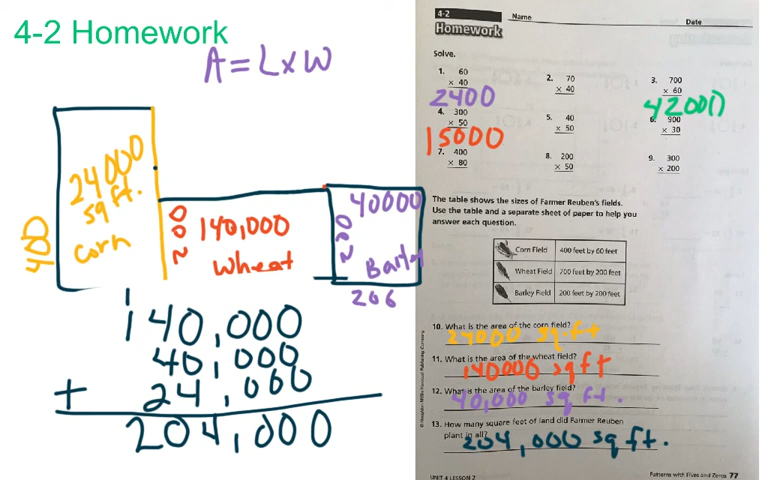 4-2 Homework
A = L x W
24000
sq ft.
corn
400
200
140,000
wheat
40000
200
Barley
206
1
140,000
40,000
+ 24,000
204,000
4-2 Name Date
Homework
Solve.
1. 60
x 40
2400
2. 70
x 40
3. 700
x 60
42000
4. 300
x 50
15000
5. 40
x 50
6. 900
x 30
7. 400
x 80
8. 200
x 50
9. 300
x 200
The table shows the sizes of Farmer Reuben's fields.
Use the table and a separate sheet of paper to help you
answer each question.
Corn Field 400 feet by 60 feet
Wheat Field 700 feet by 200 feet
Barley Field 200 feet by 200 feet
10. What is the area of the corn field?
24000 sq ft
11. What is the area of the wheat field?
140000 sq ft
12. What is the area of the barley field?
40,000 sq ft.
13. How many square feet of land did Farmer Reuben
plant in all?
204,000 sq ft.
UNIT 4 LESSON 2 Patterns with Fives and Zeros 77